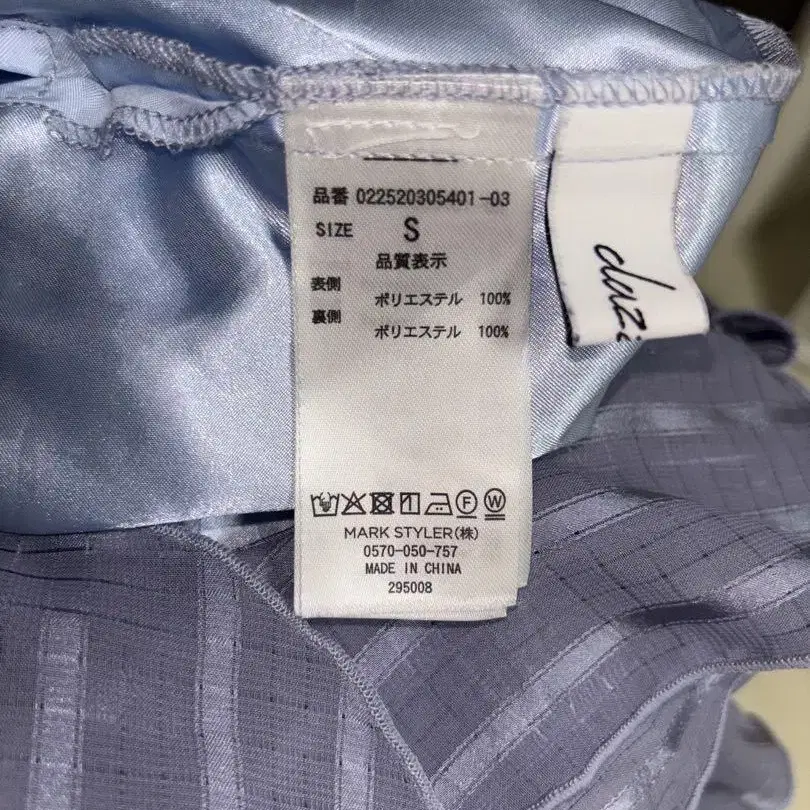 品番 022520305401-03
SIZE S
品質表示
表側 ポリエステル 100%
裏側 ポリエステル 100%
F W
MARK STYLER(株)
0570-050-757
MADE IN CHINA
295008